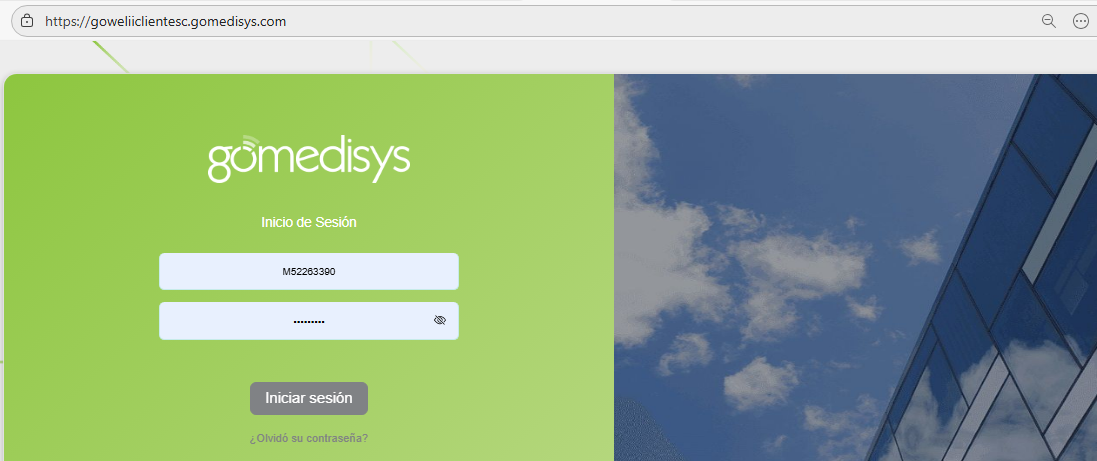 https://goweliiclientesc.gomedisys.com
gomedisys
Inicio de Sesión
M52263390
•••••••••
Iniciar sesión
¿Olvidó su contraseña?